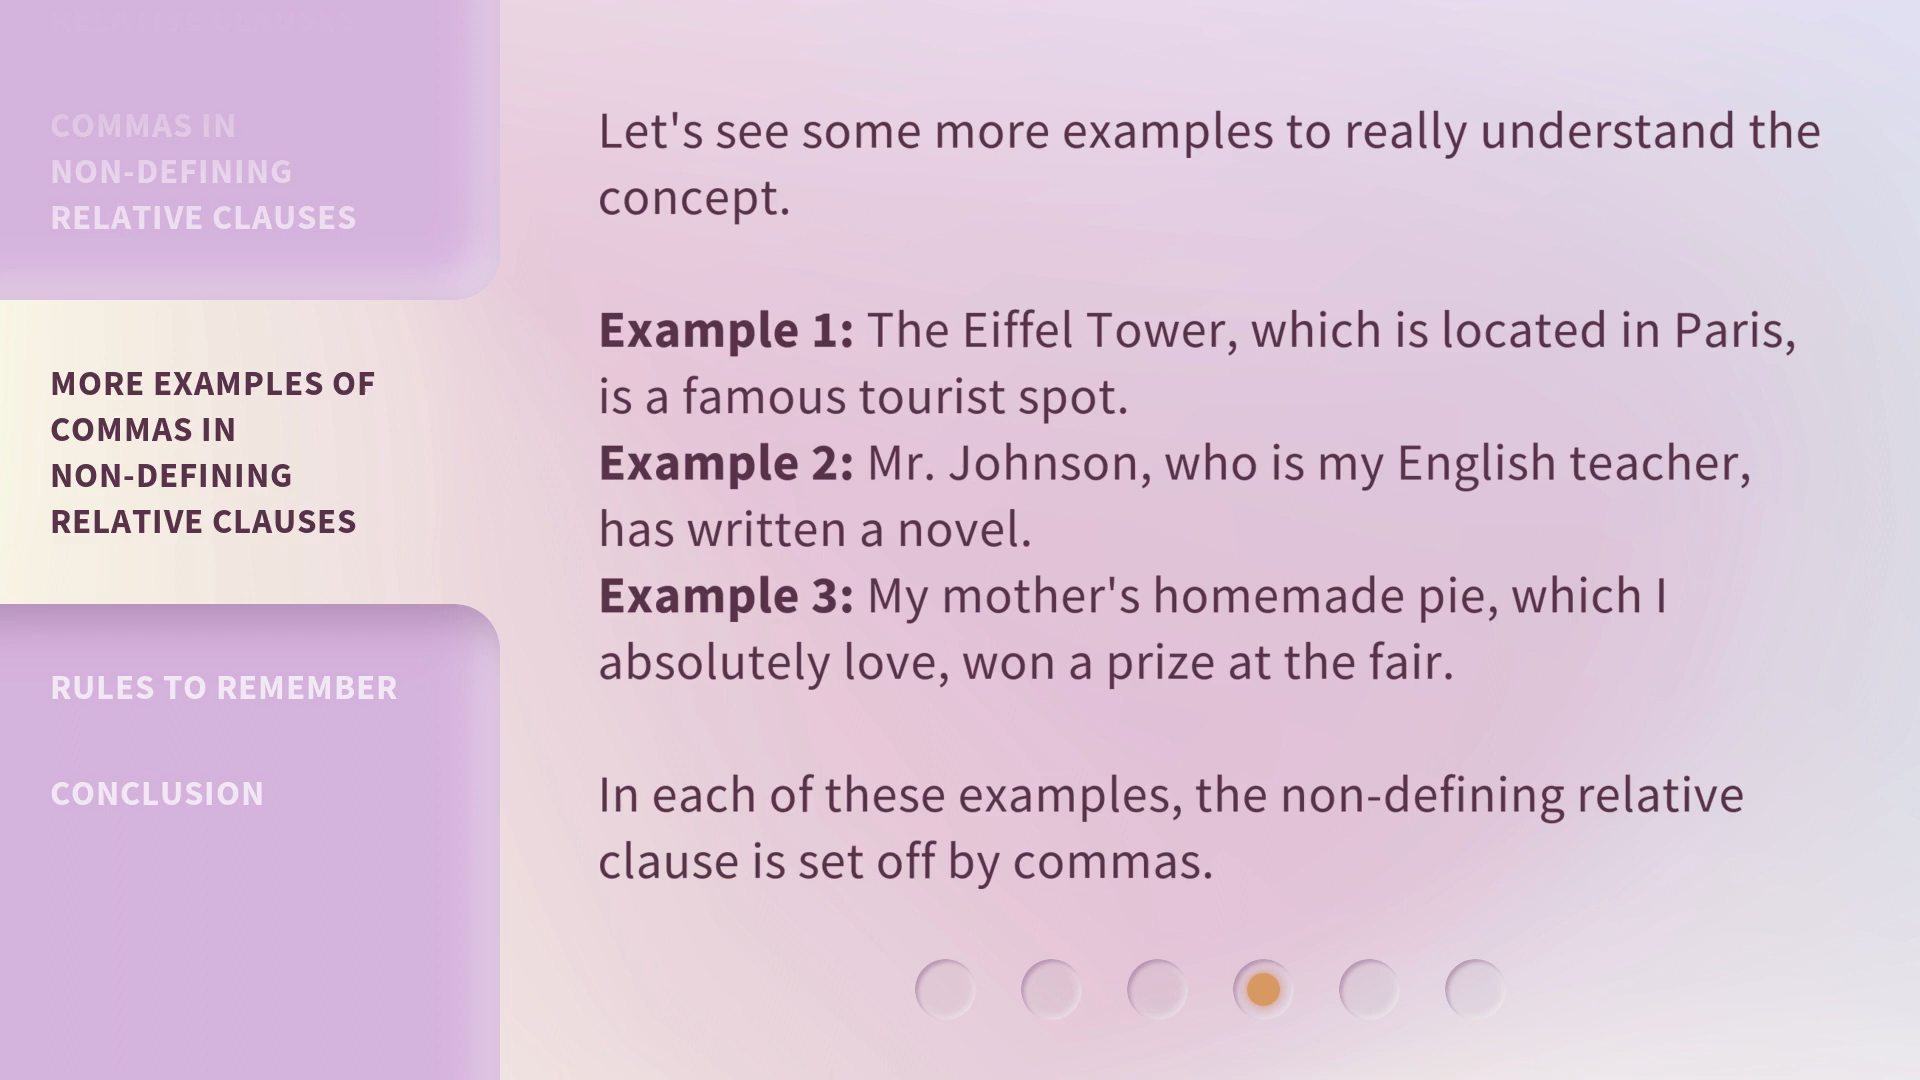 COMMAS IN
NON-DEFINING
RELATIVE CLAUSES
MORE EXAMPLES OF
COMMAS IN
NON-DEFINING
RELATIVE CLAUSES
RULES TO REMEMBER
CONCLUSION
Let's see some more examples to really understand the
concept.
Example 1: The Eiffel Tower, which is located in Paris,
is a famous tourist spot.
Example 2: Mr. Johnson, who is my English teacher,
has written a novel.
Example 3: My mother's homemade pie, which I
absolutely love, won a prize at the fair.
In each of these examples, the non-defining relative
clause is set off by commas.